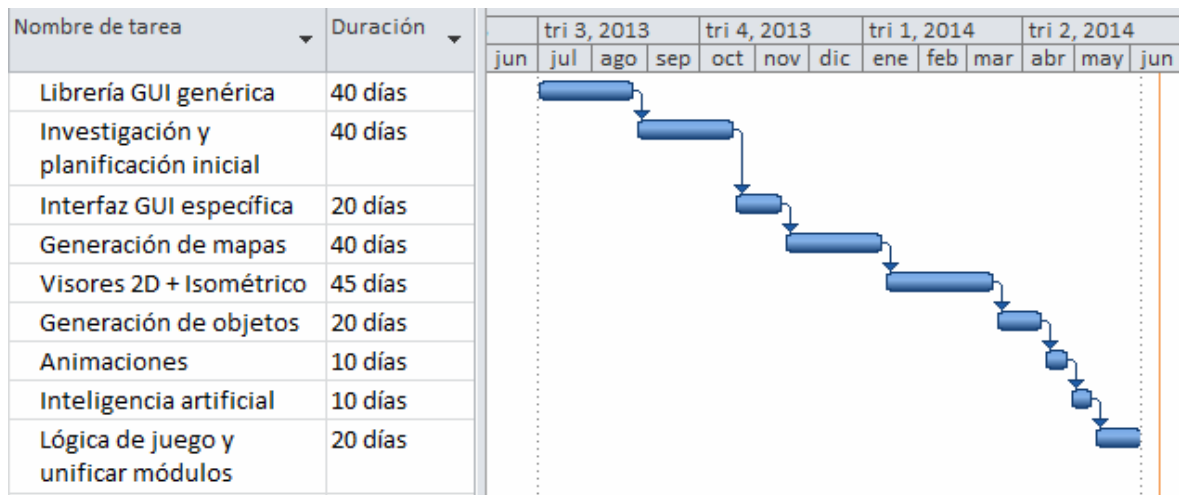 Nombre de tarea Duración
tri 3, 2013 tri 4, 2013 tri 1, 2014 tri 2, 2014
jun jul ago sep oct nov dic ene feb mar abr may jun
Librería GUI genérica 40 días
Investigación y 40 días
planificación inicial
Interfaz GUI específica 20 días
Generación de mapas 40 días
Visores 2D + Isométrico 45 días
Generación de objetos 20 días
Animaciones 10 días
Inteligencia artificial 10 días
Lógica de juego y 20 días
unificar módulos